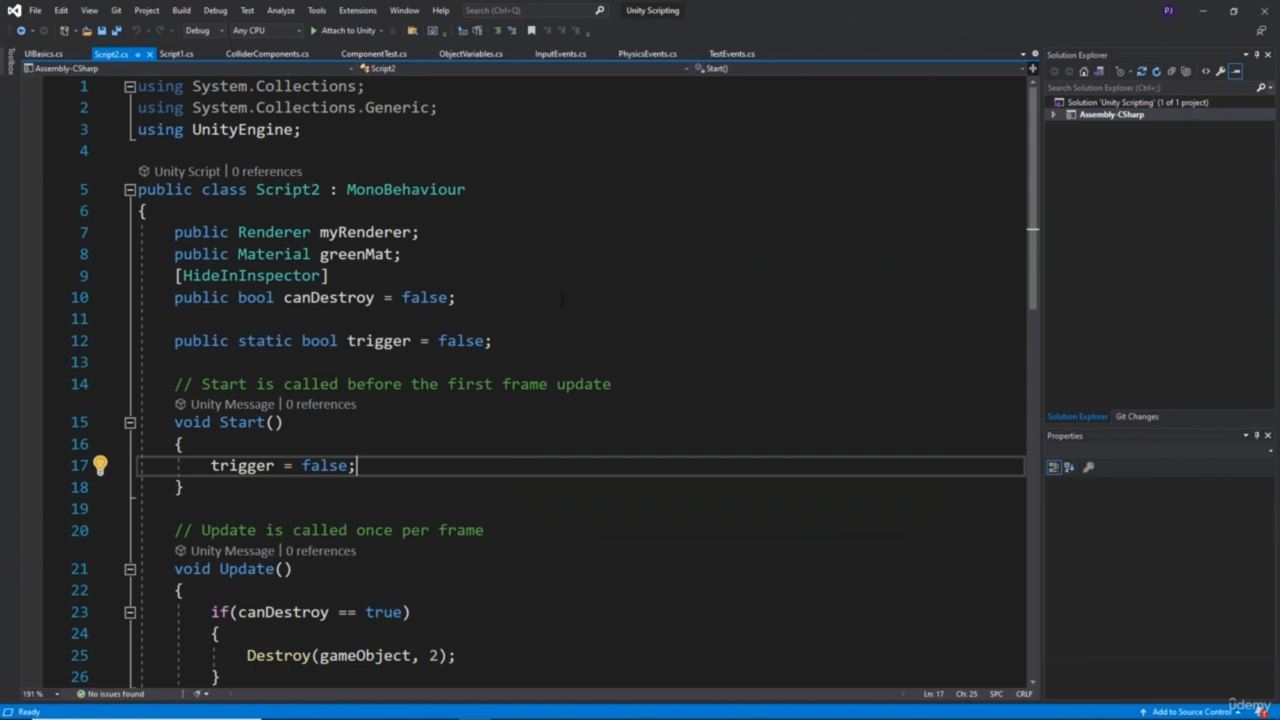 File Edit View Git Project Build Debug Test Analyze Tools Extensions Window Help Search (Ctrl+Q) Unity Scripting PJ
Debug Any CPU Attach to Unity
UIBasics.cs Script2.cs Script1.cs ColliderComponents.cs ComponentTest.cs ObjectVariables.cs InputEvents.cs PhysicsEvents.cs TestEvents.cs
Toolbox
Assembly-CSharp Script2 Start()
1 using System.Collections;
2 using System.Collections.Generic;
3 using UnityEngine;
4
Unity Script | 0 references
5 public class Script2 : MonoBehaviour
6 {
7 public Renderer myRenderer;
8 public Material greenMat;
9 [HideInInspector]
10 public bool canDestroy = false;
11
12 public static bool trigger = false;
13
14 // Start is called before the first frame update
Unity Message | 0 references
15 void Start()
16 {
17 trigger = false;
18 }
19
20 // Update is called once per frame
Unity Message | 0 references
21 void Update()
22 {
23 if(canDestroy == true)
24 {
25 Destroy(gameObject, 2);
26 }
191 % No issues found Ln: 17 Ch: 25 SPC CRLF
Solution Explorer
Search Solution Explorer (Ctrl+;)
Solution 'Unity Scripting' (1 of 1 project)
Assembly-CSharp
Solution Explorer Git Changes
Properties
Ready Add to Source Control
udemy